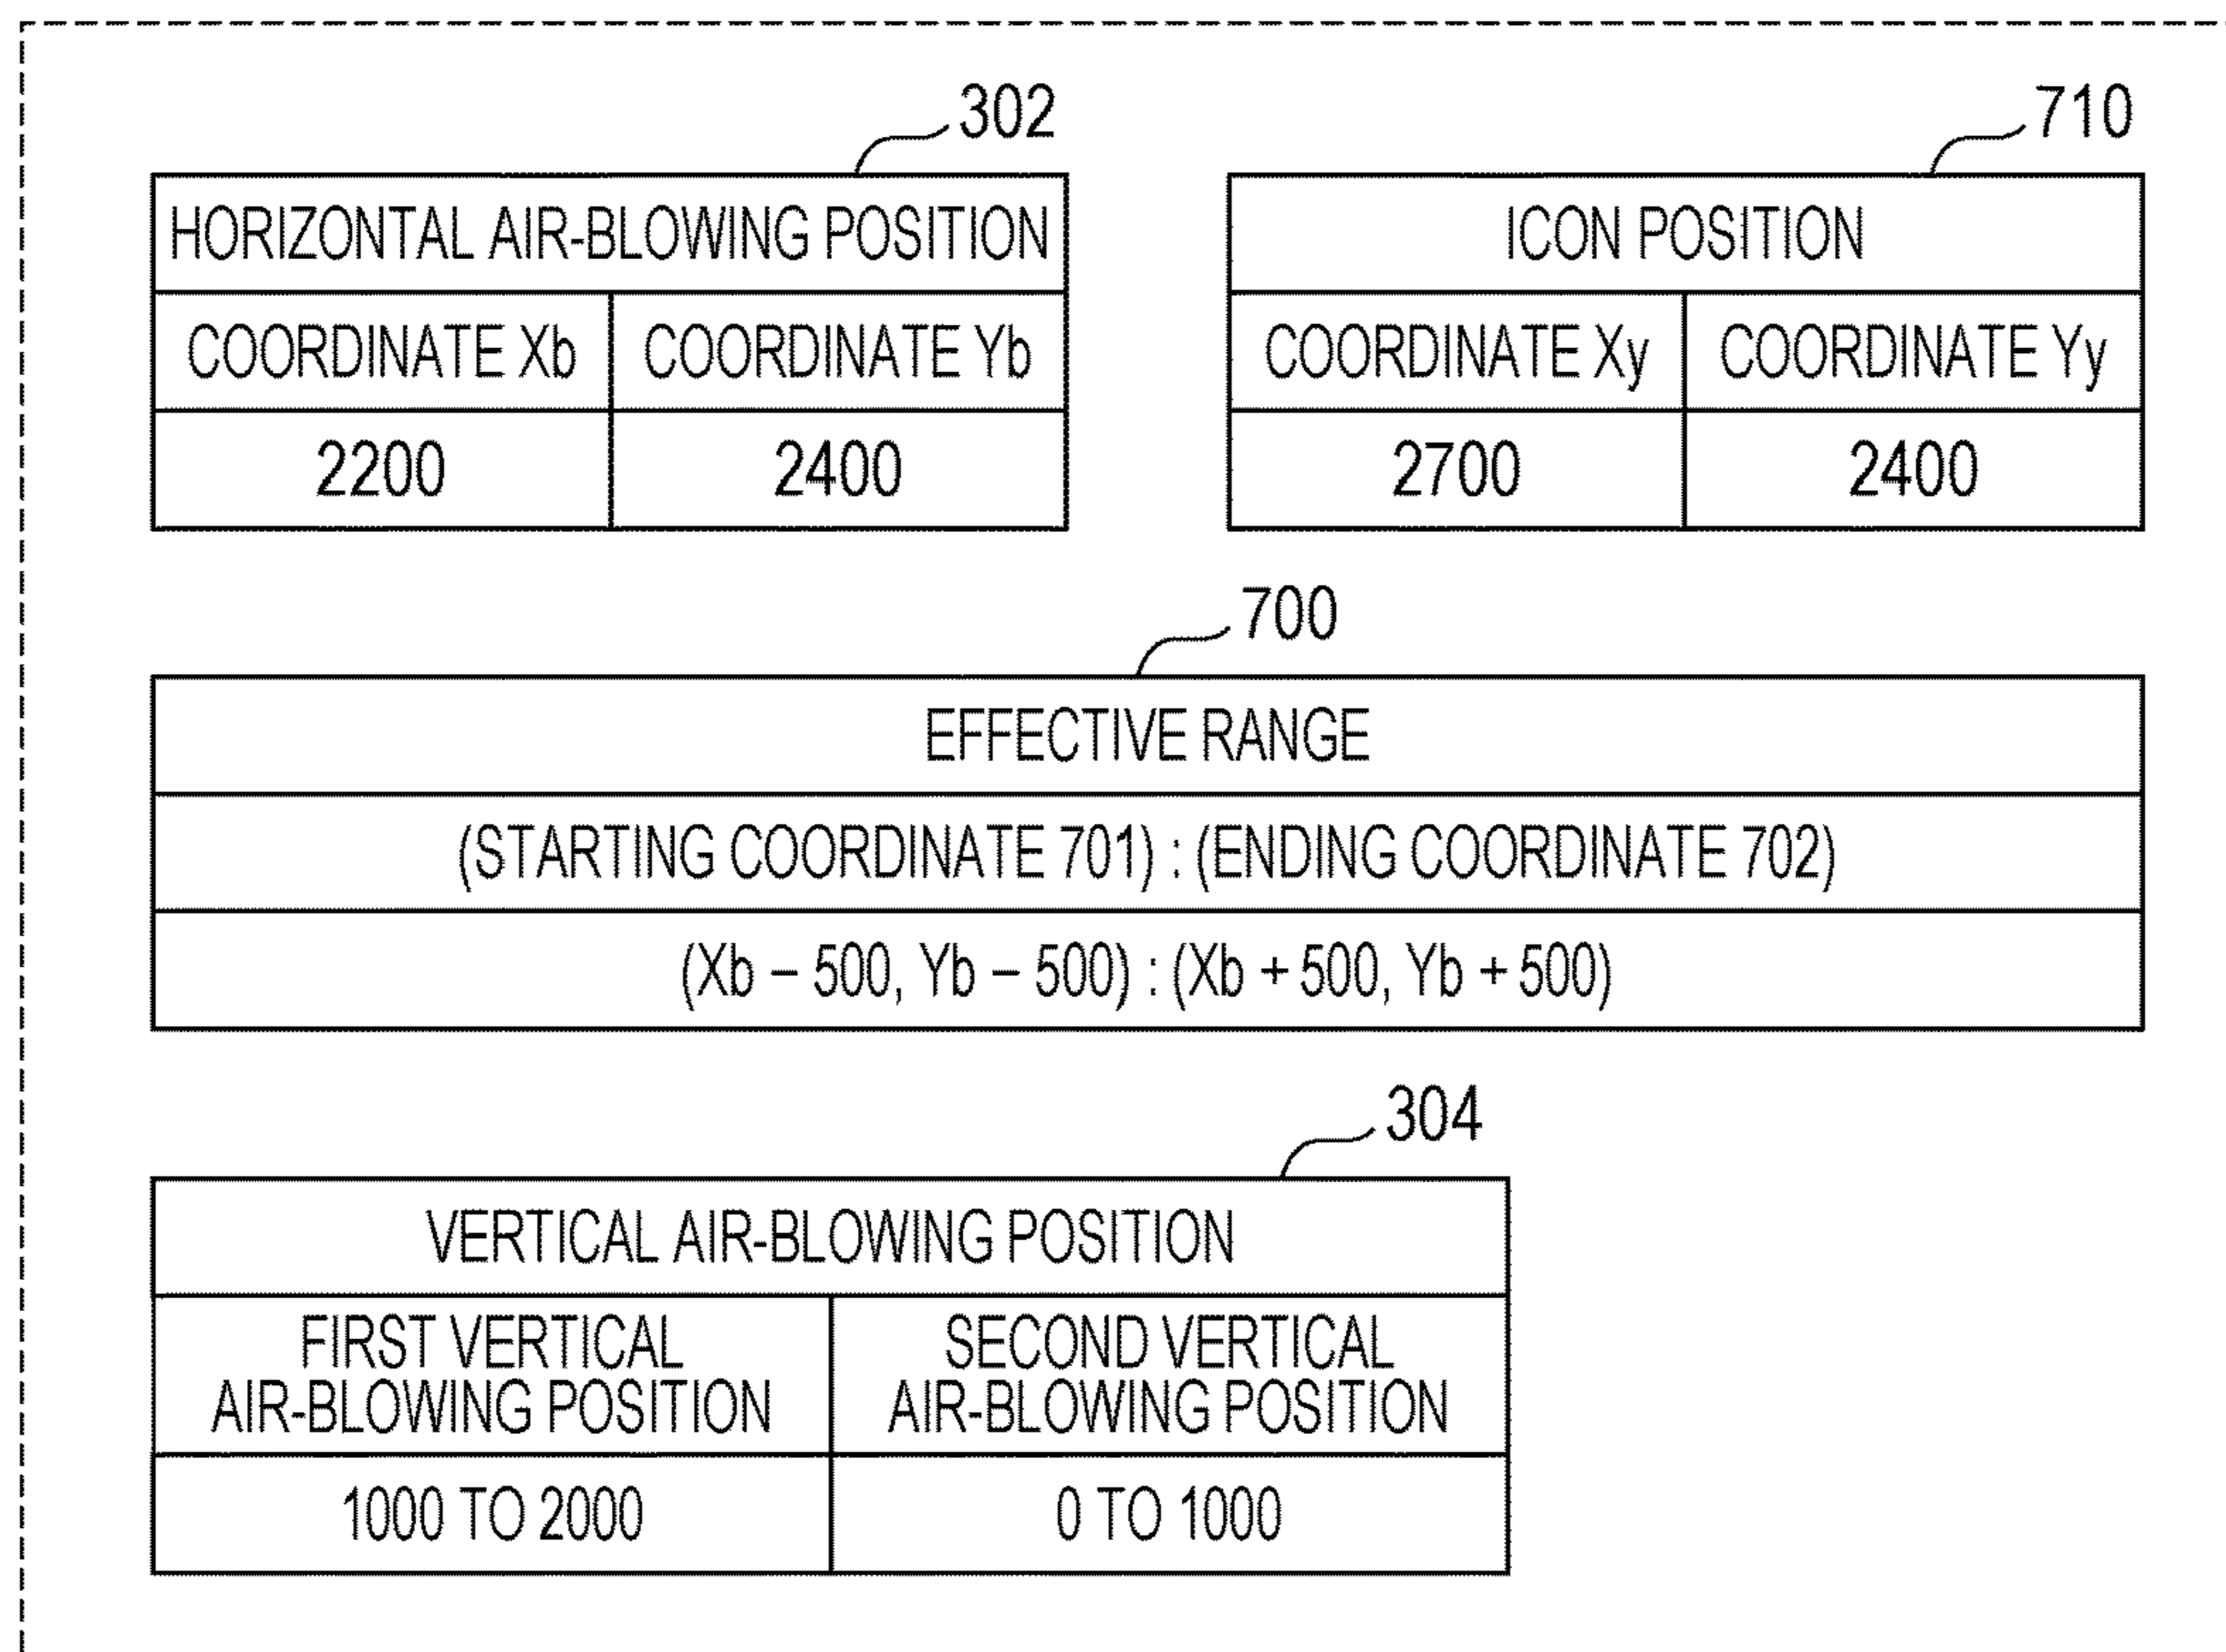 302
HORIZONTAL AIR-BLOWING POSITION
COORDINATE Xb COORDINATE Yb
2200 2400
710
ICON POSITION
COORDINATE Xy COORDINATE Yy
2700 2400
700
EFFECTIVE RANGE
(STARTING COORDINATE 701) : (ENDING COORDINATE 702)
(Xb – 500, Yb – 500) : (Xb + 500, Yb + 500)
304
VERTICAL AIR-BLOWING POSITION
FIRST VERTICAL
AIR-BLOWING POSITION
SECOND VERTICAL
AIR-BLOWING POSITION
1000 TO 2000 0 TO 1000